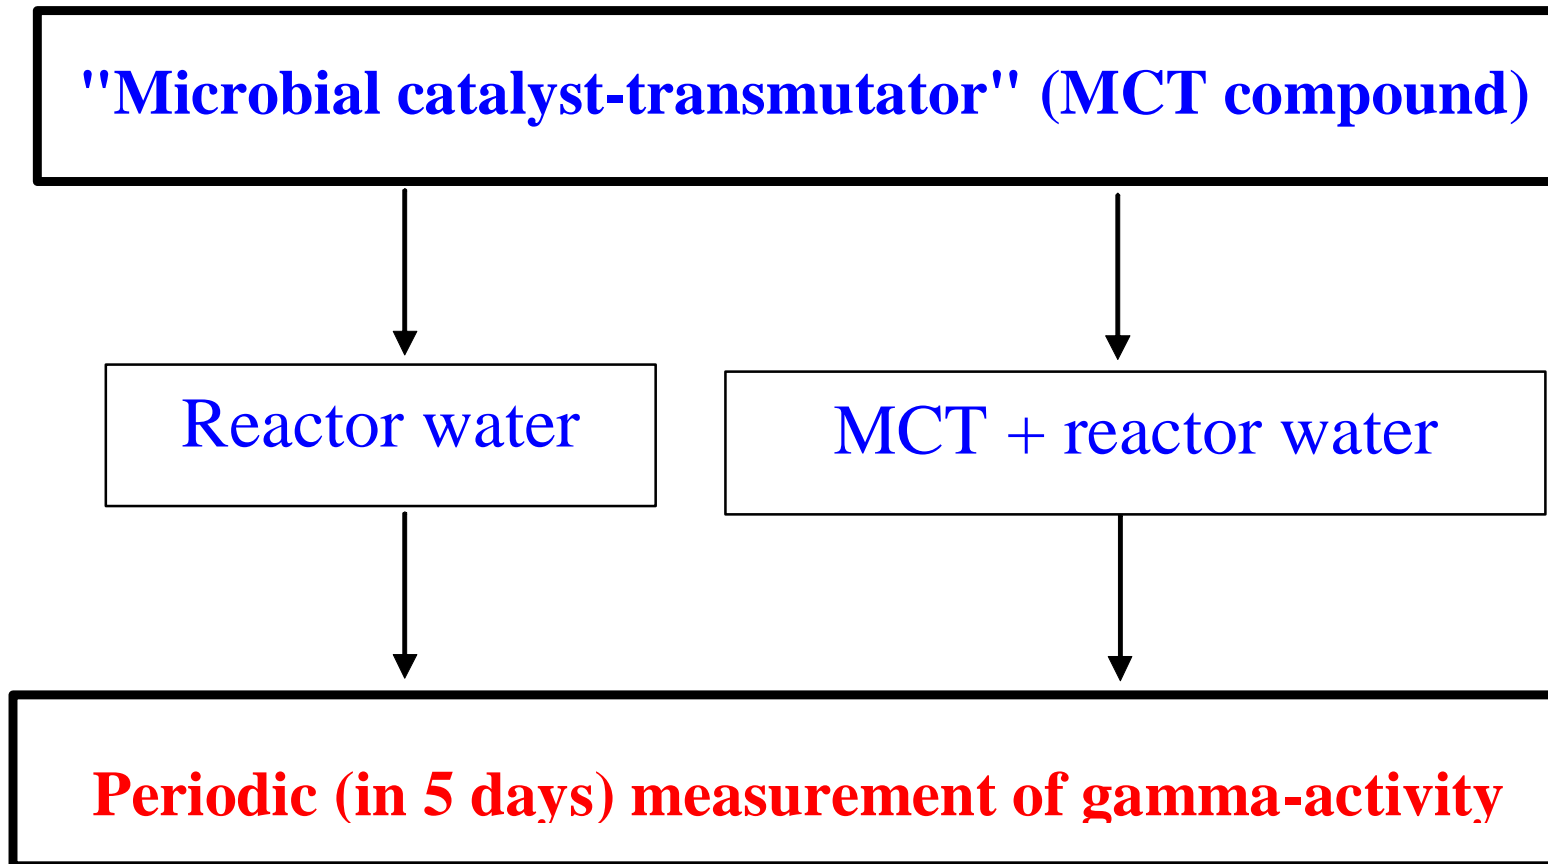 "Microbial catalyst-transmutator" (MCT compound)
Reactor water
MCT + reactor water
Periodic (in 5 days) measurement of gamma-activity